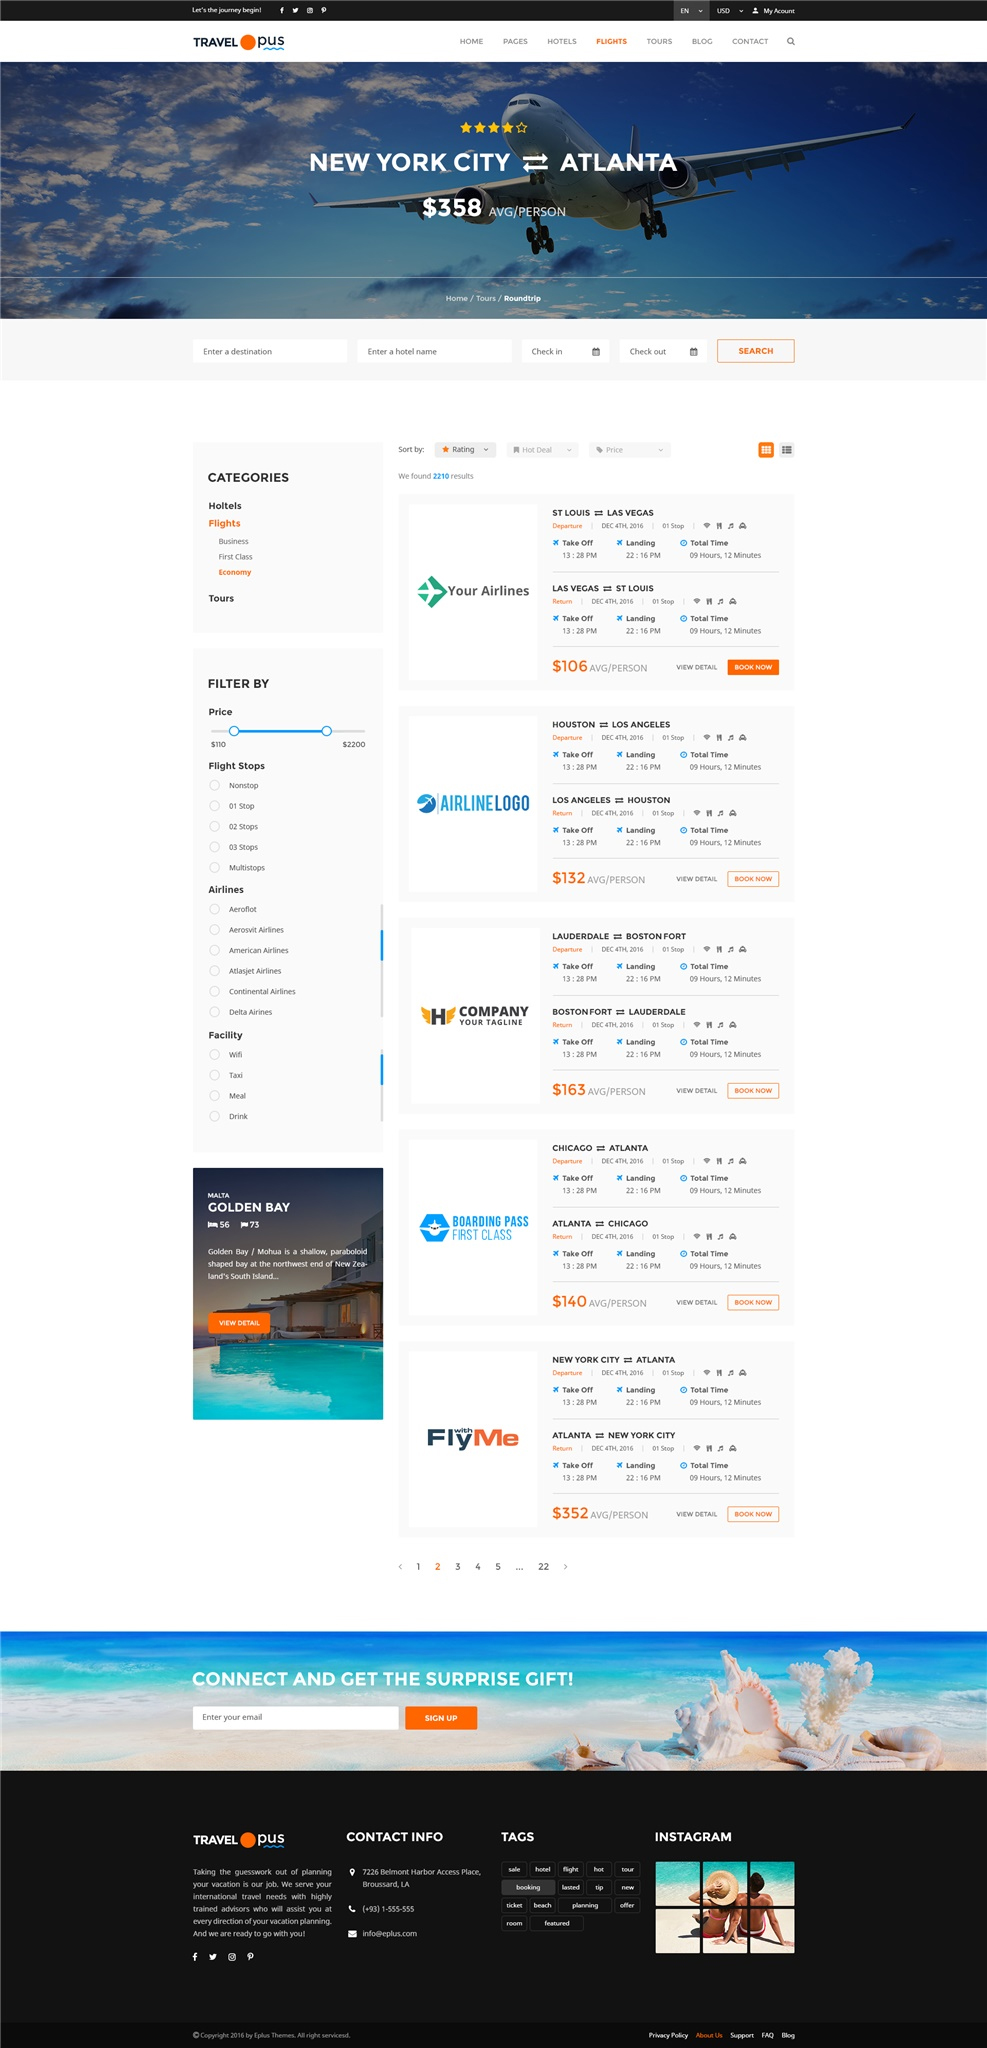 Let's the journey begin!
EN
USD
My Acount
TRAVEL Opus
HOME
PAGES
HOTELS
FLIGHTS
TOURS
BLOG
CONTACT
NEW YORK CITY ATLANTA
$358 AVG/PERSON
Home / Tours / Roundtrip
Enter a destination
Enter a hotel name
Check in
Check out
SEARCH
CATEGORIES
Holtels
Flights
Business
First Class
Economy
Tours
FILTER BY
Price
$110 $2200
Flight Stops
Nonstop
01 Stop
02 Stops
03 Stops
Multistops
Airlines
Aeroflot
Aerosvit Airlines
American Airlines
Atlasjet Airlines
Continental Airlines
Delta Airines
Facility
Wifi
Taxi
Meal
Drink
MALTA
GOLDEN BAY
56 73
Golden Bay / Mohua is a shallow, paraboloid
shaped bay at the northwest end of New Zea-
land's South Island...
VIEW DETAIL
Sort by: Rating Hot Deal Price
We found 2210 results
Your Airlines
ST LOUIS LAS VEGAS
Departure | DEC 4TH, 2016 | 01 Stop |
Take Off Landing Total Time
13 : 28 PM 22 : 16 PM 09 Hours, 12 Minutes
LAS VEGAS ST LOUIS
Return | DEC 4TH, 2016 | 01 Stop |
Take Off Landing Total Time
13 : 28 PM 22 : 16 PM 09 Hours, 12 Minutes
$106 AVG/PERSON VIEW DETAIL BOOK NOW
AIRLINELOGO
HOUSTON LOS ANGELES
Departure | DEC 4TH, 2016 | 01 Stop |
Take Off Landing Total Time
13 : 28 PM 22 : 16 PM 09 Hours, 12 Minutes
LOS ANGELES HOUSTON
Return | DEC 4TH, 2016 | 01 Stop |
Take Off Landing Total Time
13 : 28 PM 22 : 16 PM 09 Hours, 12 Minutes
$132 AVG/PERSON VIEW DETAIL BOOK NOW
H COMPANY
YOUR TAGLINE
LAUDERDALE BOSTON FORT
Departure | DEC 4TH, 2016 | 01 Stop |
Take Off Landing Total Time
13 : 28 PM 22 : 16 PM 09 Hours, 12 Minutes
BOSTON FORT LAUDERDALE
Return | DEC 4TH, 2016 | 01 Stop |
Take Off Landing Total Time
13 : 28 PM 22 : 16 PM 09 Hours, 12 Minutes
$163 AVG/PERSON VIEW DETAIL BOOK NOW
BOARDING PASS
FIRST CLASS
CHICAGO ATLANTA
Departure | DEC 4TH, 2016 | 01 Stop |
Take Off Landing Total Time
13 : 28 PM 22 : 16 PM 09 Hours, 12 Minutes
ATLANTA CHICAGO
Return | DEC 4TH, 2016 | 01 Stop |
Take Off Landing Total Time
13 : 28 PM 22 : 16 PM 09 Hours, 12 Minutes
$140 AVG/PERSON VIEW DETAIL BOOK NOW
Fly with Me
NEW YORK CITY ATLANTA
Departure | DEC 4TH, 2016 | 01 Stop |
Take Off Landing Total Time
13 : 28 PM 22 : 16 PM 09 Hours, 12 Minutes
ATLANTA NEW YORK CITY
Return | DEC 4TH, 2016 | 01 Stop |
Take Off Landing Total Time
13 : 28 PM 22 : 16 PM 09 Hours, 12 Minutes
$352 AVG/PERSON VIEW DETAIL BOOK NOW
< 1 2 3 4 5 ... 22 >
CONNECT AND GET THE SURPRISE GIFT!
Enter your email
SIGN UP
TRAVEL Opus
Taking the guesswork out of planning
your vacation is our job. We serve your
international travel needs with highly
trained advisors who will assist you at
every direction of your vacation planning.
And we are ready to go with you!
CONTACT INFO
7226 Belmont Harbor Access Place,
Broussard, LA
(+93) 1-555-555
info@eplus.com
TAGS
sale hotel flight hot tour
booking lasted tip new
ticket beach planning offer
room featured
INSTAGRAM
© Copyright 2016 by Eplus Themes. All right servicesd.
Privacy Policy About Us Support FAQ Blog